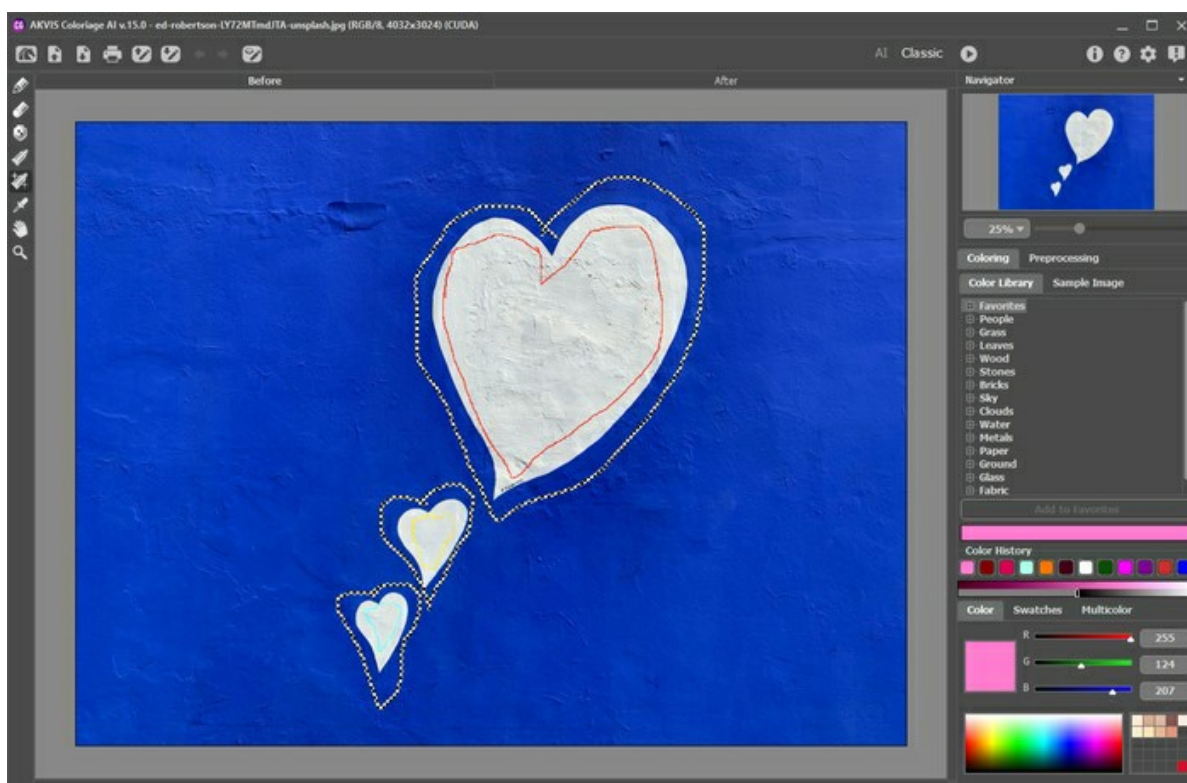 CG AKVIS Coloriage AI v.15.0 - ed-robertson-LY72MTmdJTA-unsplash.jpg (RGB/8, 4032x3024) (CUDA)
AI Classic
Before After
Navigator
25%
Coloring Preprocessing
Color Library Sample Image
Favorites
People
Grass
Leaves
Wood
Stones
Bricks
Sky
Clouds
Water
Metals
Paper
Ground
Glass
Fabric
Add to Favorites
Color History
Color Swatches Multicolor
R 255
G 124
B 207